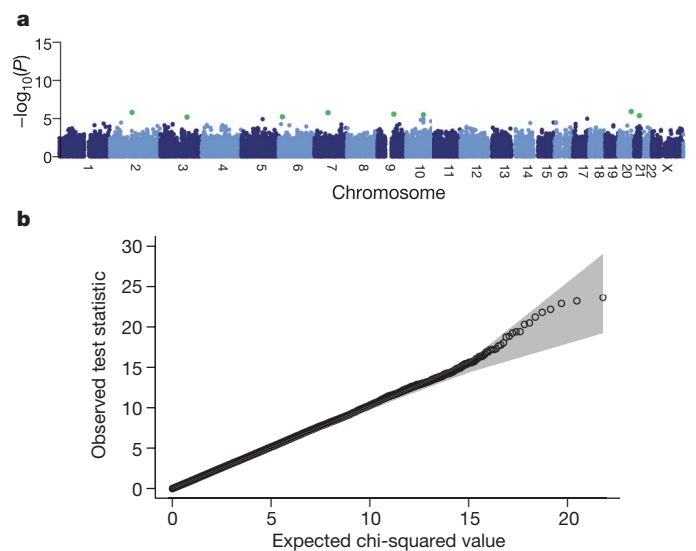 a
15
10
5
0
−log10(P)
1 2 3 4 5 6 7 8 9 10 11 12 13 14 15 16 17 18 19 20 21 22 X
Chromosome
b
30
25
20
15
10
5
0
Observed test statistic
0 5 10 15 20
Expected chi-squared value